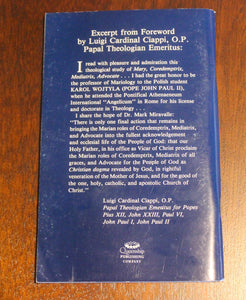 Excerpt from Foreword
by Luigi Cardinal Ciappi, O.P.
Papal Theologian Emeritus:
I read with pleasure and admiration this
theological study of Mary, Coredemptrix,
Mediatrix, Advocate . . . I had the great honor to be
the professor of Mariology to the Polish student
KAROL WOJTYLA (POPE JOHN PAUL II),
when he attended the Pontifical Athenaeum
International "Angelicum" in Rome for his license
and doctorate in Theology . . .
I share the hope of Dr. Mark Miravalle:
"There is only one final action that remains in
bringing the Marian roles of Coredemptrix, Mediatrix,
and Advocate into the fullest acknowledgement
and ecclesial life of the People of God: that our
Holy Father, in his office as Vicar of Christ proclaim
the Marian roles of Coredemptrix, Mediatrix of all
graces, and Advocate for the People of God as
Christian dogma revealed by God, in rightful
veneration of the Mother of Jesus, and for the good of
the one, holy, catholic, and apostolic Church of
Christ."
Luigi Cardinal Ciappi, O.P
Papal Theologian Emeritus for Popes
Pius XII, John XXIII, Paul VI,
John Paul I, John Paul II
Queenship
PUBLISHING
COMPANY